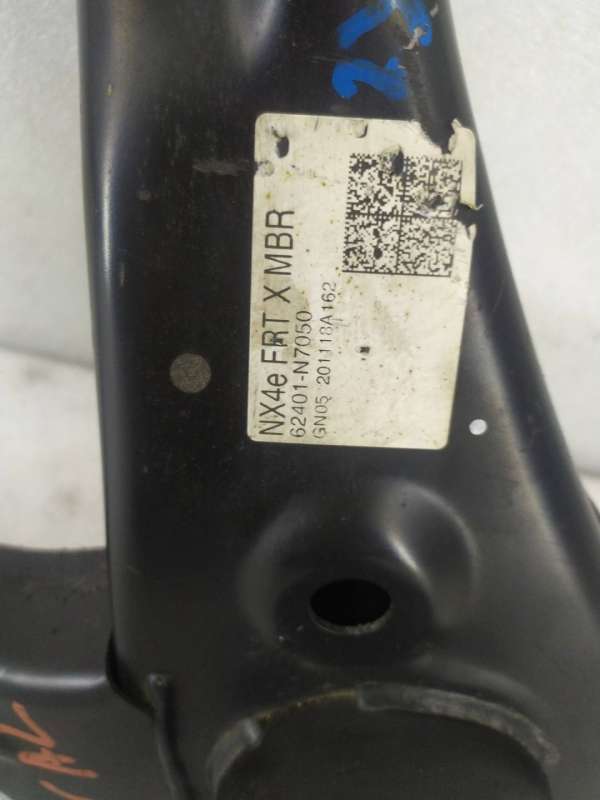 NX4e FRT X MBR
62401-N7050
GN05 201118A162